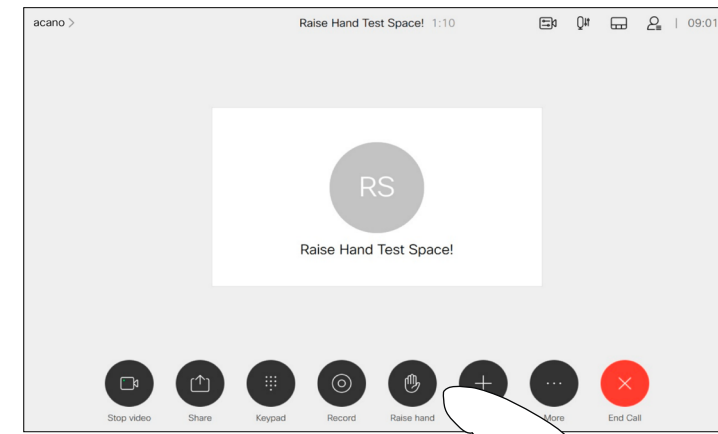 acano >
Raise Hand Test Space! 1:10
| 09:01
RS
Raise Hand Test Space!
Stop video
Share
Keypad
Record
Raise hand
More
End Call